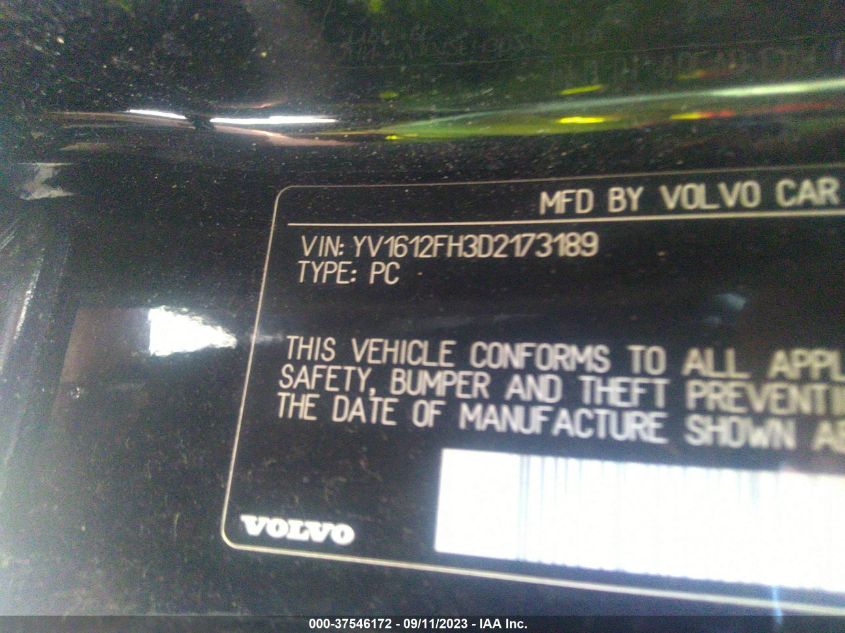 MFD BY VOLVO CAR
VIN: YV1612FH3D2173189
TYPE: PC
THIS VEHICLE CONFORMS TO ALL APPL
SAFETY, BUMPER AND THEFT PREVENTI
THE DATE OF MANUFACTURE SHOWN AB
VOLVO
000-37546172 - 09/11/2023 - IAA Inc.